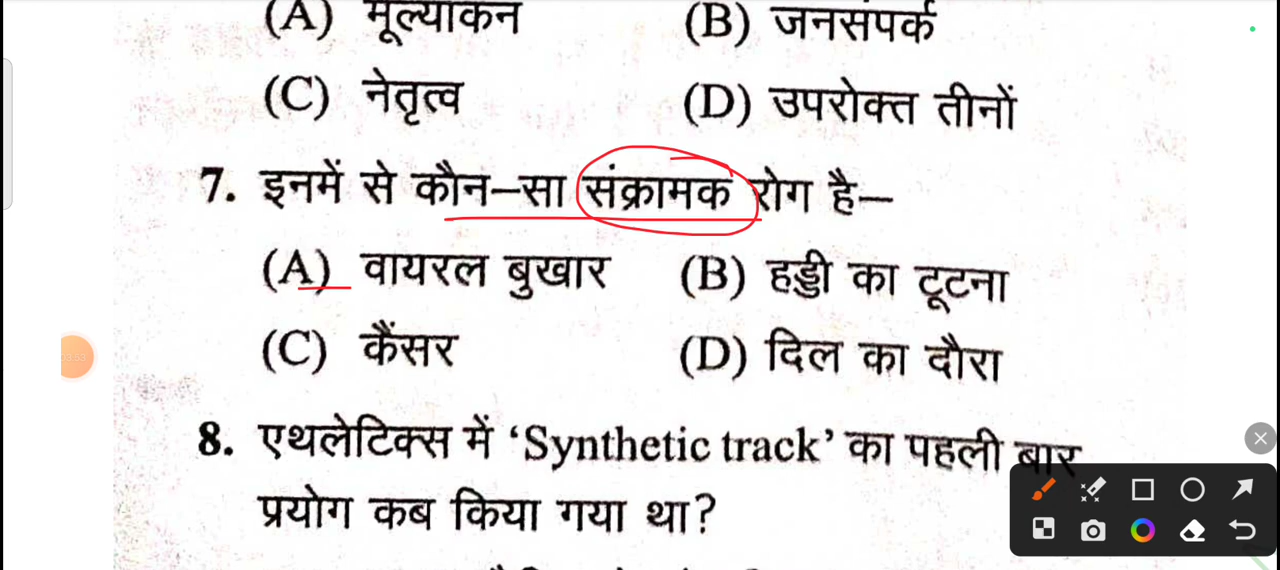 (A) मूल्यांकन (B) जनसंपर्क
(C) नेतृत्व (D) उपरोक्त तीनों
7. इनमें से कौन–सा संक्रामक रोग है–
(A) वायरल बुखार (B) हड्डी का टूटना
(C) कैंसर (D) दिल का दौरा
8. एथलेटिक्स में ‘Synthetic track’ का पहली बार
प्रयोग कब किया गया था?